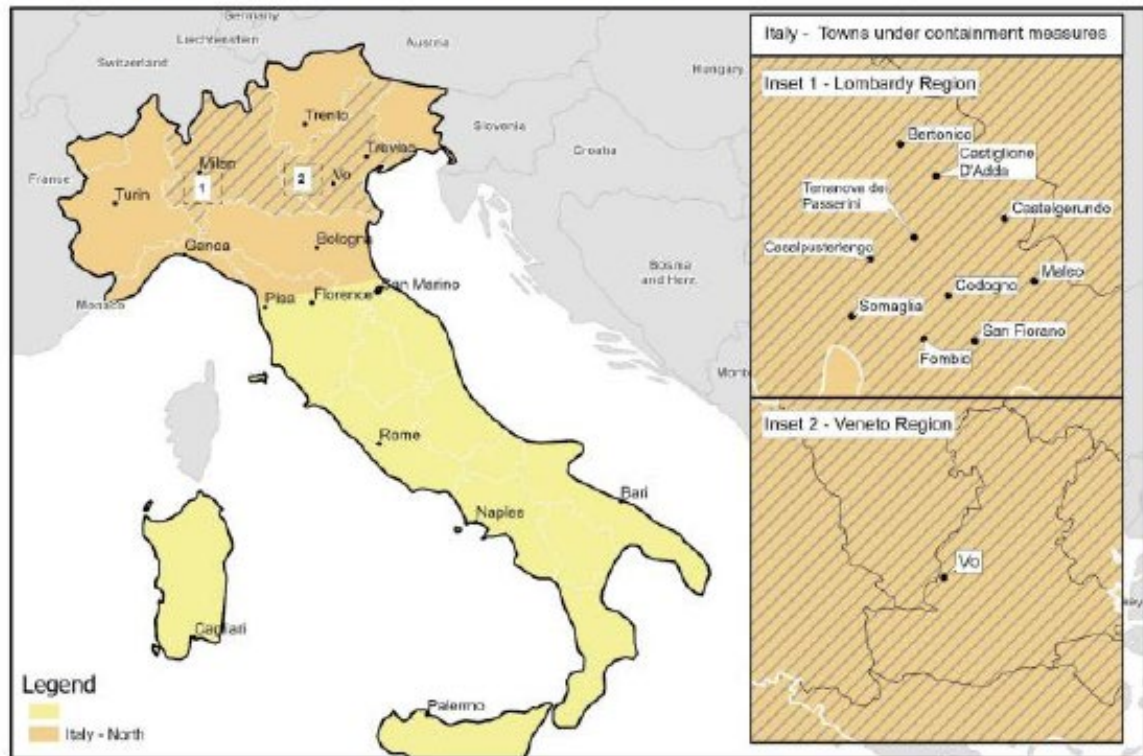 Germany
Liechtenstein
Austria
Switzerland
Hungary
Slovenia
Croatia
France
Bosnia
and Herz.
Monaco
Monte
Trento
Treviso
Milan
Vo
1
2
Turin
Genoa
Bologna
San Marino
Pisa
Florence
Rome
Bari
Naples
Cagliari
Palermo
Legend
Italy - North
Italy - Towns under containment measures
Inset 1 - Lombardy Region
Bertonico
Castiglione
D'Adda
Terranova dei
Passerini
Castelgerundo
Casalpusterlengo
Maleo
Codogno
Somaglia
San Fiorano
Fombio
Inset 2 - Veneto Region
Vo